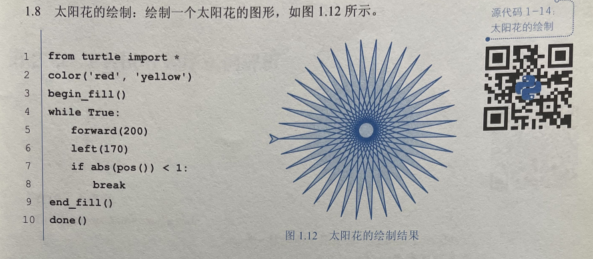 1.8 太阳花的绘制：绘制一个太阳花的图形，如图 1.12 所示。
源代码 1-14:
太阳花的绘制
1 from turtle import *
2 color('red', 'yellow')
3 begin_fill()
4 while True:
5 forward(200)
6 left(170)
7 if abs(pos()) < 1:
8 break
9 end_fill()
10 done()
图 1.12 太阳花的绘制结果